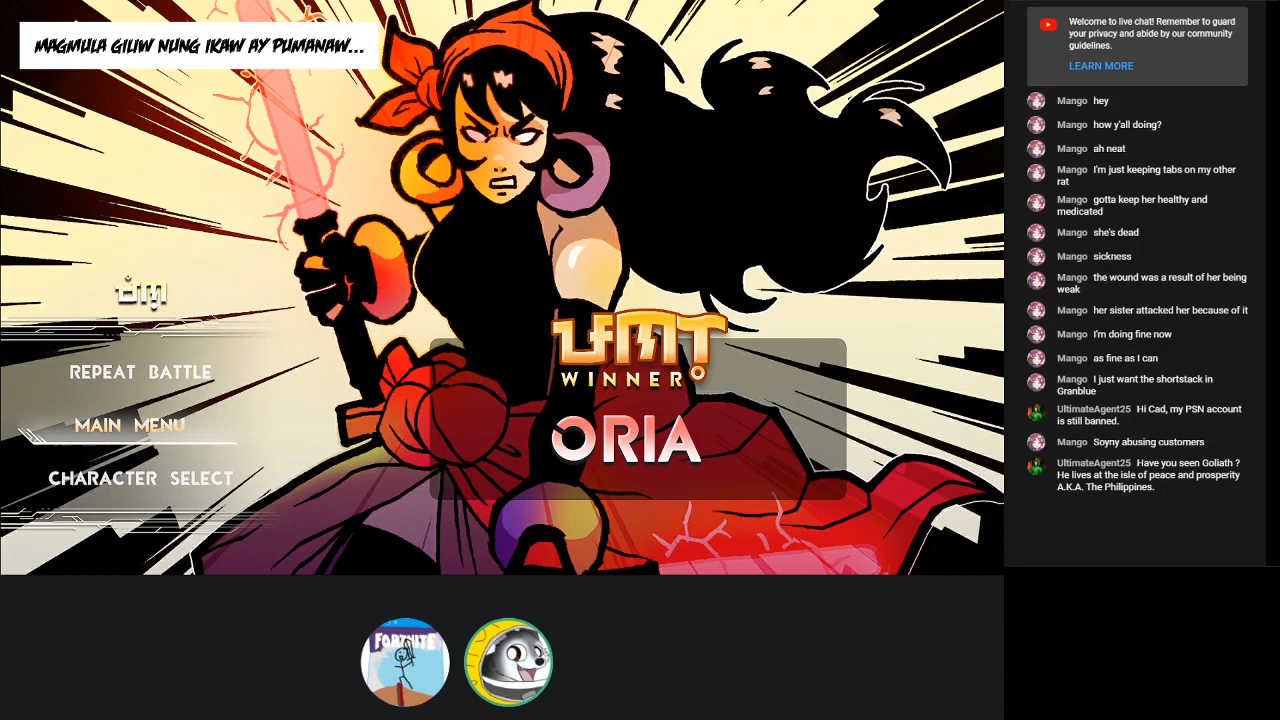 MAGMULA GILIW NUNG IKAW AY PUMANAW...
REPEAT BATTLE
MAIN MENU
CHARACTER SELECT
WINNER
ORIA
FORTNITE
Welcome to live chat! Remember to guard
your privacy and abide by our community
guidelines.
LEARN MORE
Mango hey
Mango how y'all doing?
Mango ah neat
Mango I'm just keeping tabs on my other
rat
Mango gotta keep her healthy and
medicated
Mango she's dead
Mango sickness
Mango the wound was a result of her being
weak
Mango her sister attacked her because of it
Mango I'm doing fine now
Mango as fine as I can
Mango I just want the shortstack in
Granblue
UltimateAgent25 Hi Cad, my PSN account
is still banned.
Mango Soyny abusing customers
UltimateAgent25 Have you seen Goliath ?
He lives at the isle of peace and prosperity
A.K.A. The Philippines.